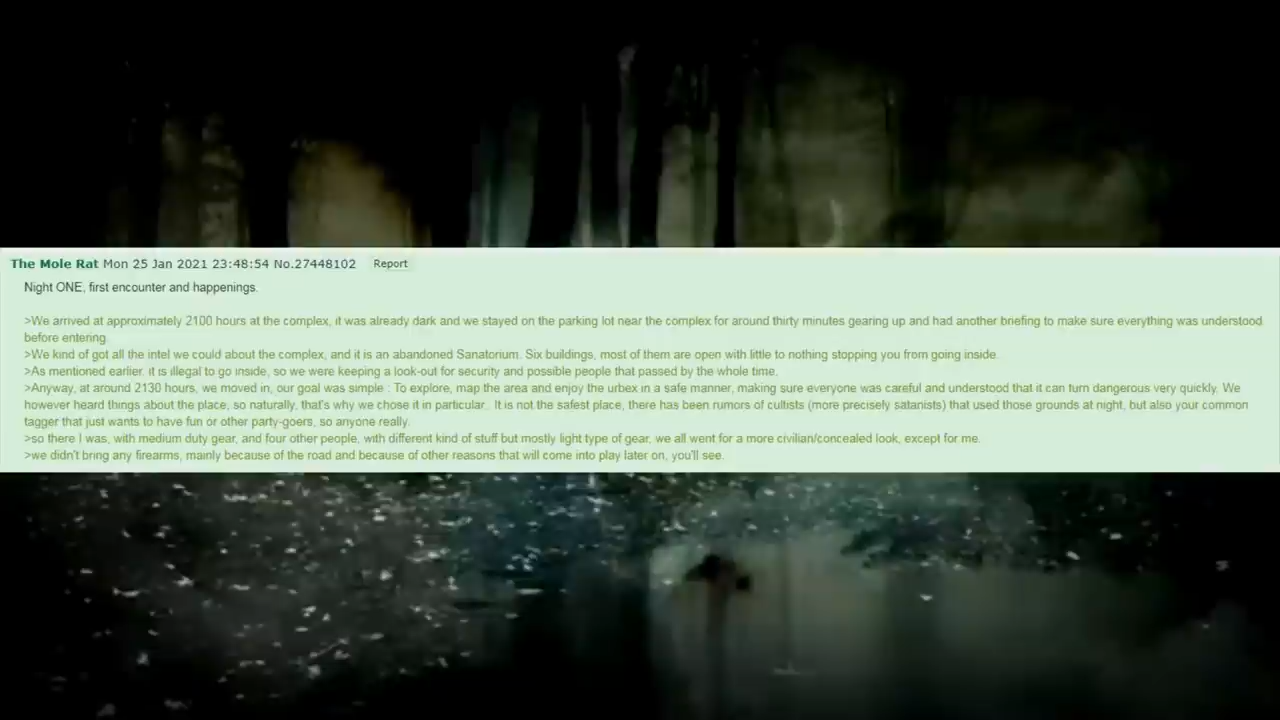 The Mole Rat Mon 25 Jan 2021 23:48:54 No.27448102 Report
Night ONE, first encounter and happenings.
>We arrived at approximately 2100 hours at the complex, it was already dark and we stayed on the parking lot near the complex for around thirty minutes gearing up and had another briefing to make sure everything was understood
before entering.
>We kind of got all the intel we could about the complex, and it is an abandoned Sanatorium. Six buildings, most of them are open with little to nothing stopping you from going inside.
>As mentioned earlier. it is illegal to go inside, so we were keeping a look-out for security and possible people that passed by the whole time.
>Anyway, at around 2130 hours, we moved in, our goal was simple : To explore, map the area and enjoy the urbex in a safe manner, making sure everyone was careful and understood that it can turn dangerous very quickly. We
however heard things about the place, so naturally, that's why we chose it in particular. It is not the safest place, there has been rumors of cultists (more precisely satanists) that used those grounds at night, but also your common
tagger that just wants to have fun or other party-goers, so anyone really.
>so there I was, with medium duty gear, and four other people, with different kind of stuff but mostly light type of gear, we all went for a more civilian/concealed look, except for me.
>we didn't bring any firearms, mainly because of the road and because of other reasons that will come into play later on, you'll see.